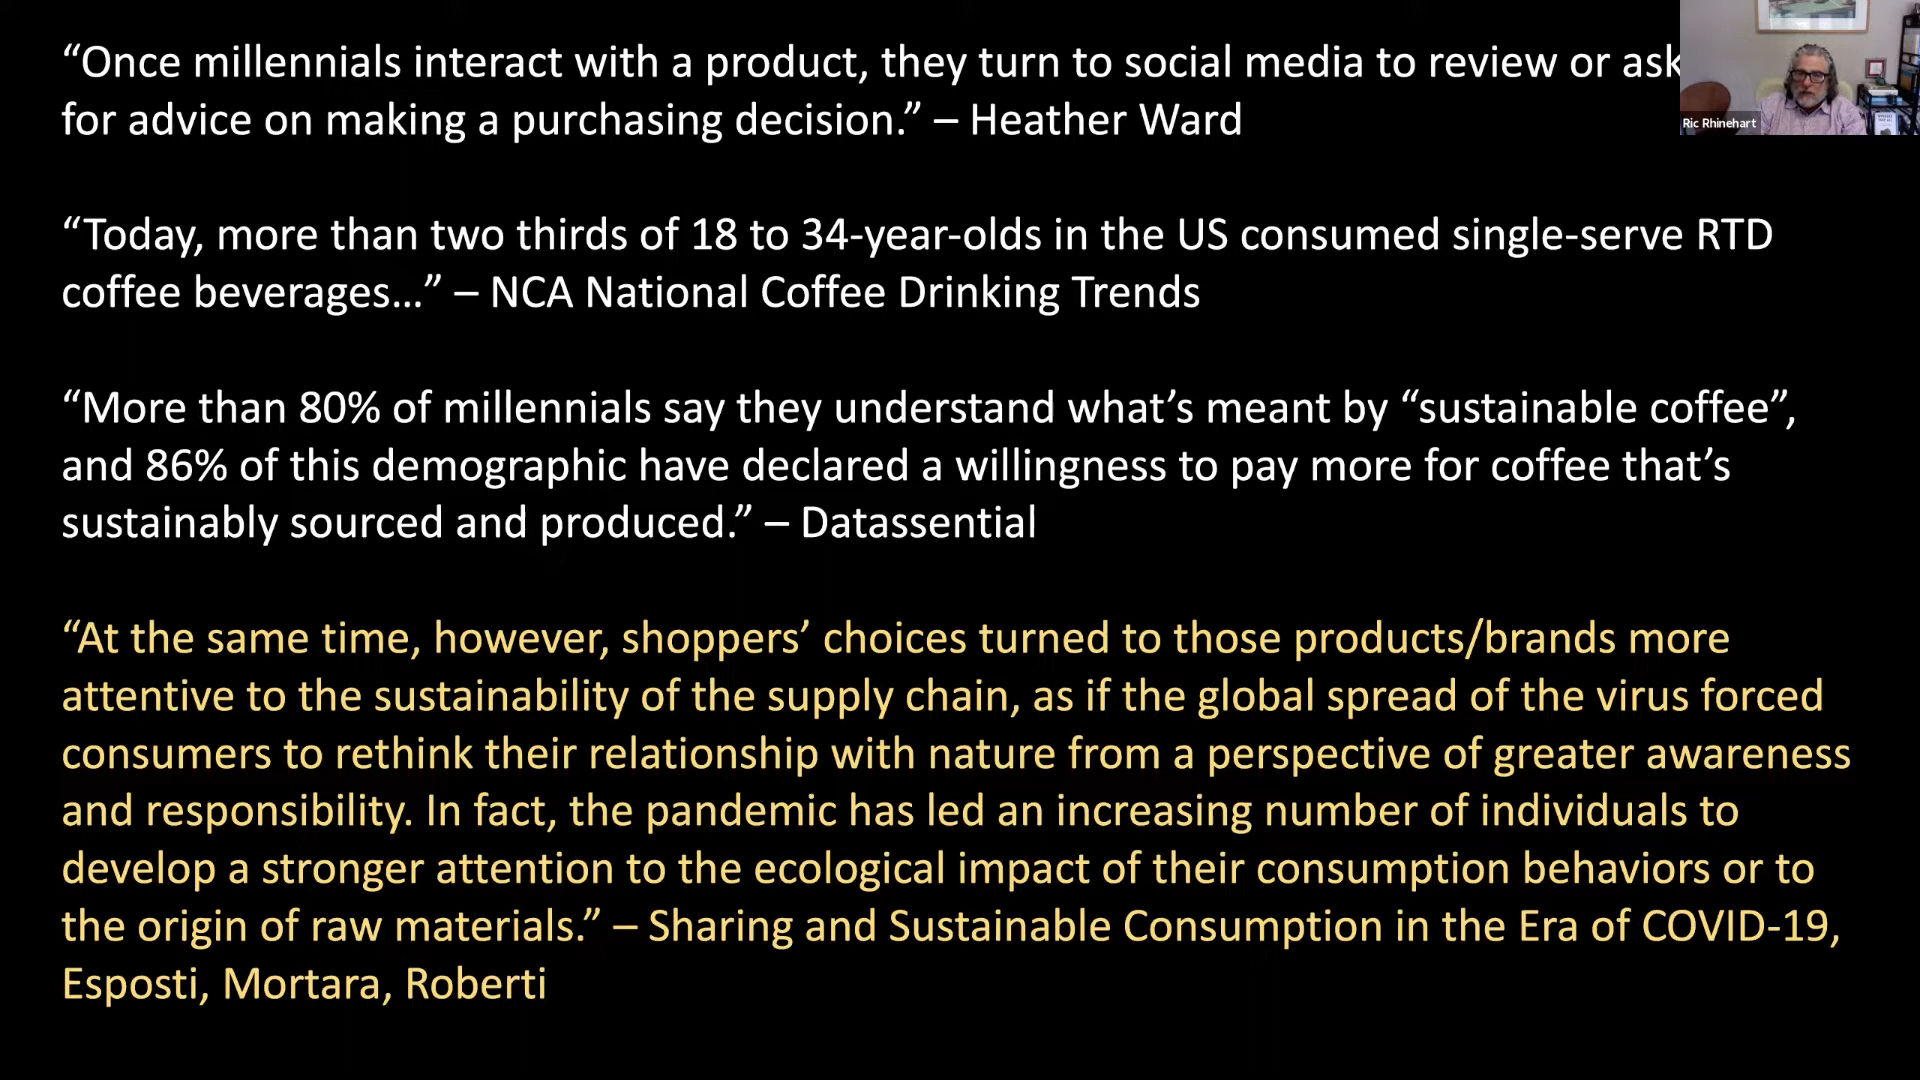 “Once millennials interact with a product, they turn to social media to review or ask
for advice on making a purchasing decision.” – Heather Ward
Ric Rhinehart
“Today, more than two thirds of 18 to 34-year-olds in the US consumed single-serve RTD
coffee beverages…” – NCA National Coffee Drinking Trends
“More than 80% of millennials say they understand what’s meant by “sustainable coffee”,
and 86% of this demographic have declared a willingness to pay more for coffee that’s
sustainably sourced and produced.” – Datassential
“At the same time, however, shoppers’ choices turned to those products/brands more
attentive to the sustainability of the supply chain, as if the global spread of the virus forced
consumers to rethink their relationship with nature from a perspective of greater awareness
and responsibility. In fact, the pandemic has led an increasing number of individuals to
develop a stronger attention to the ecological impact of their consumption behaviors or to
the origin of raw materials.” – Sharing and Sustainable Consumption in the Era of COVID-19,
Esposti, Mortara, Roberti